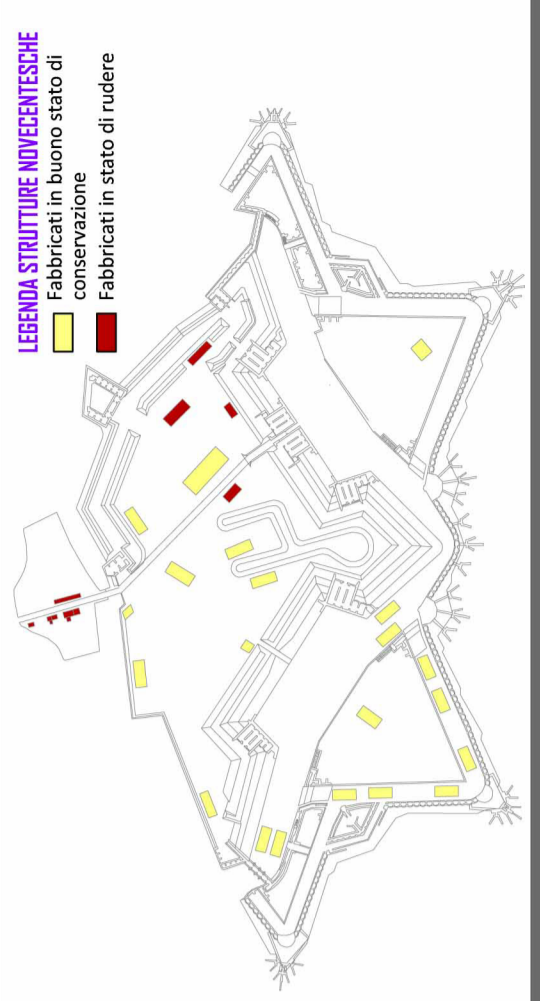 LEGENDA STRUTTURE NOVECENTESCHE
Fabbricati in buono stato di
conservazione
Fabbricati in stato di rudere